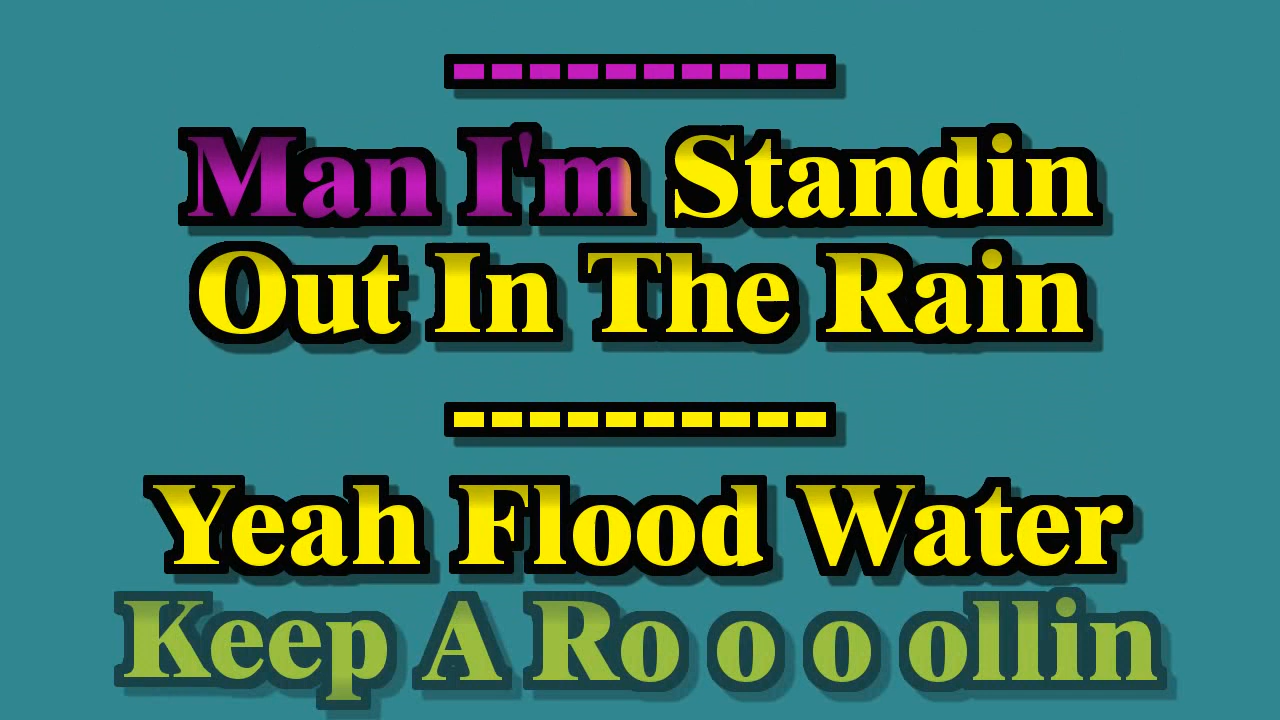 ----------
Man I'm Standin
Out In The Rain
----------
Yeah Flood Water
Keep A Ro o o ollin